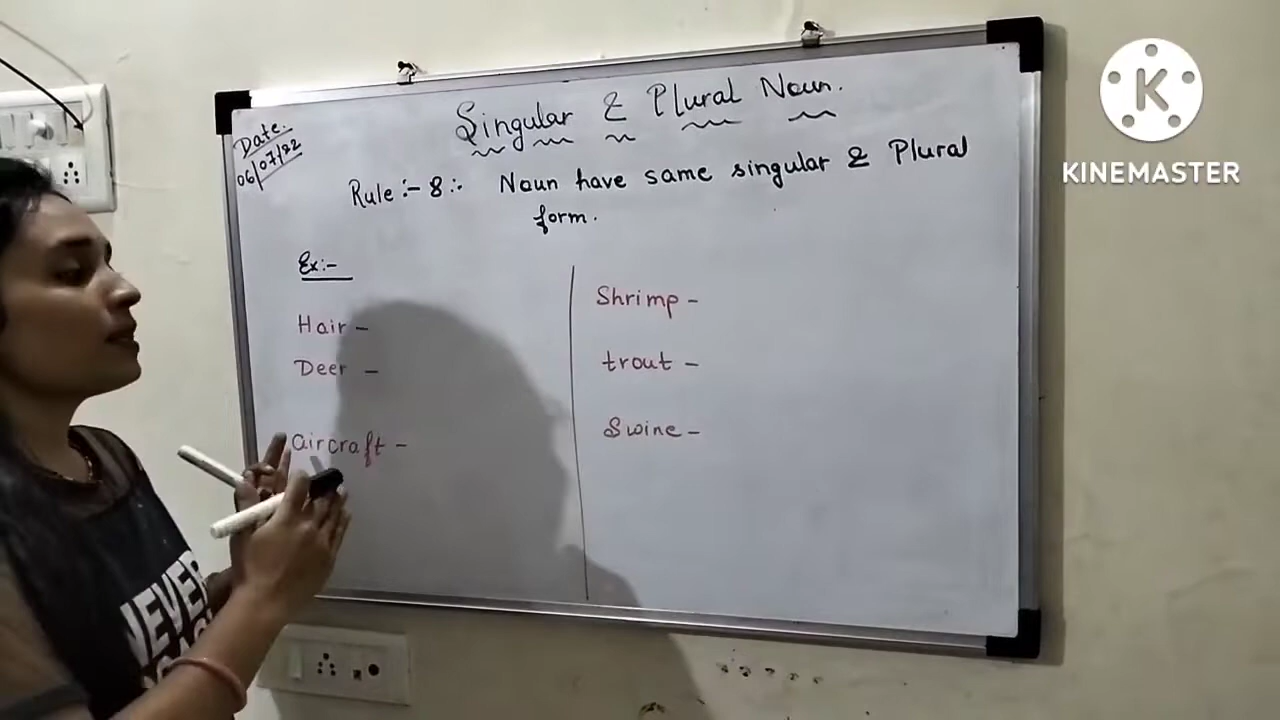 Date.
06/07/22
Singular & Plural Noun.
Rule :- 8 :- Noun have same singular & Plural
form.
Ex:-
Hair -
Deer -
aircraft -
Shrimp -
trout -
Swine -
K
KINEMASTER
NEVER